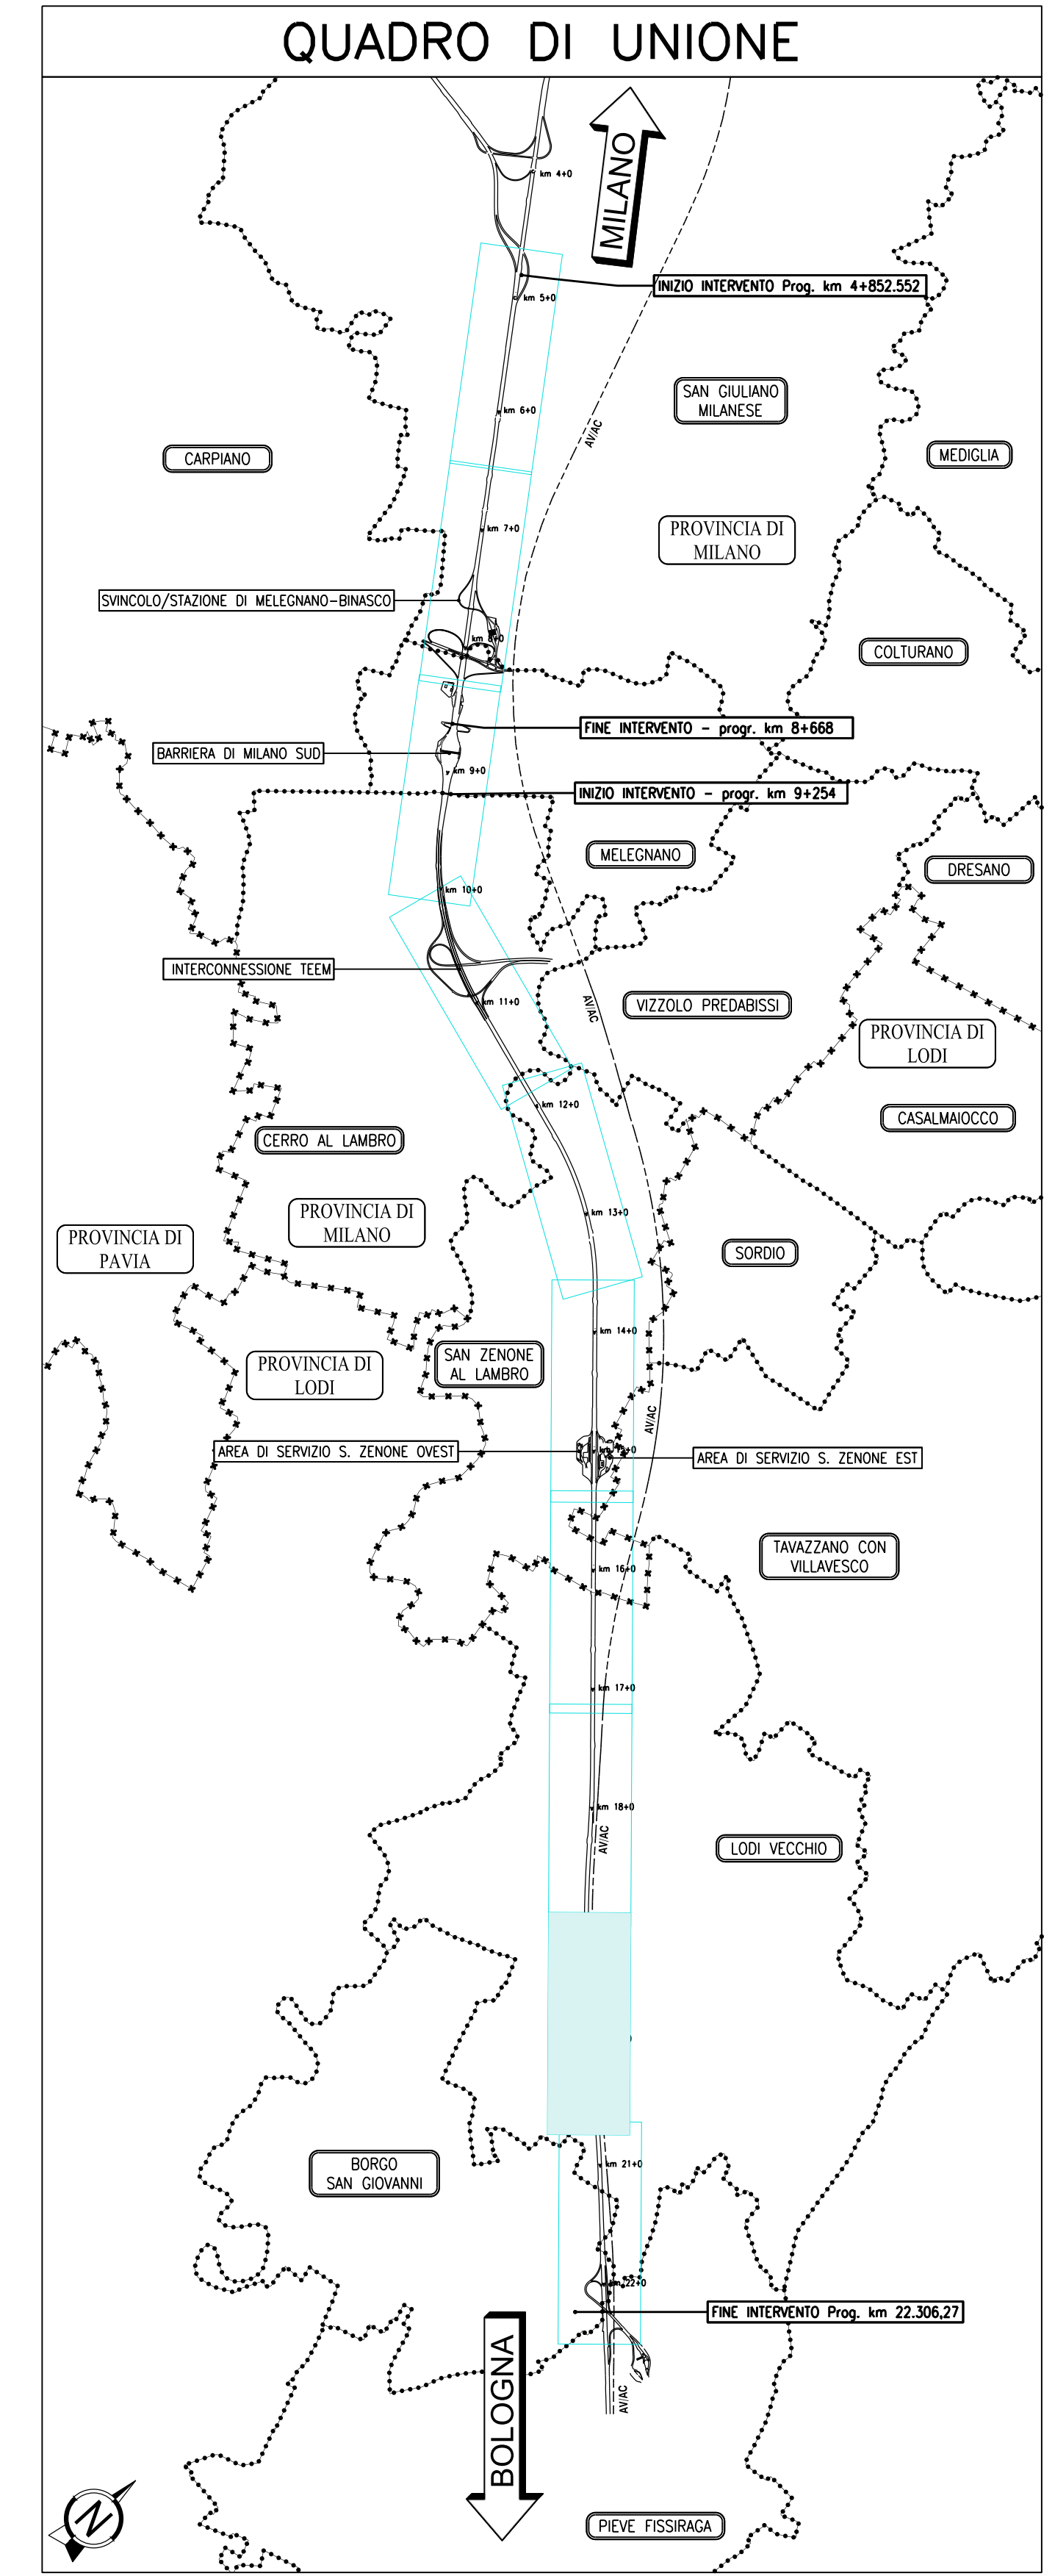 QUADRO DI UNIONE
MILANO
km 4+0
INIZIO INTERVENTO Prog. km 4+852.552
km 5+0
SAN GIULIANO
MILANESE
km 6+0
AV/AC
CARPIANO
MEDIGLIA
PROVINCIA DI
MILANO
km 7+0
SVINCOLO/STAZIONE DI MELEGNANO-BINASCO
km 8+0
COLTURANO
FINE INTERVENTO - progr. km 8+668
BARRIERA DI MILANO SUD
km 9+0
INIZIO INTERVENTO - progr. km 9+254
MELEGNANO
DRESANO
km 10+0
INTERCONNESSIONE TEEM
km 11+0
AV/AC
VIZZOLO PREDABISSI
PROVINCIA DI
LODI
km 12+0
CASALMAIOCCO
CERRO AL LAMBRO
PROVINCIA DI
MILANO
km 13+0
PROVINCIA DI
PAVIA
SORDIO
km 14+0
SAN ZENONE
AL LAMBRO
PROVINCIA DI
LODI
AV/AC
AREA DI SERVIZIO S. ZENONE OVEST
km 15+0
AREA DI SERVIZIO S. ZENONE EST
TAVAZZANO CON
VILLAVESCO
km 16+0
km 17+0
km 18+0
AV/AC
LODI VECCHIO
BORGO
SAN GIOVANNI
km 21+0
km 22+0
FINE INTERVENTO Prog. km 22.306,27
AV/AC
BOLOGNA
N
PIEVE FISSIRAGA